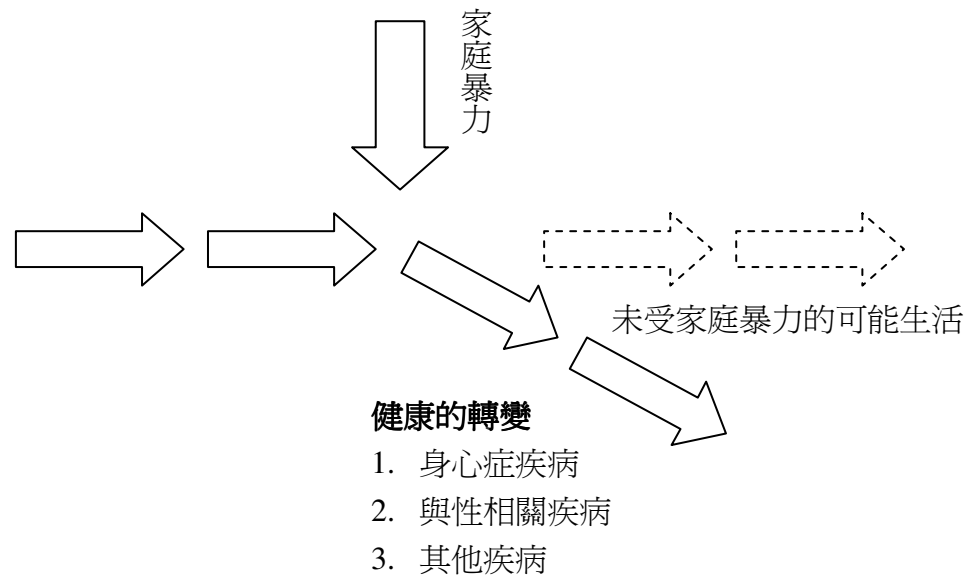 家庭暴力
未受家庭暴力的可能生活
健康的轉變
1. 身心症疾病
2. 與性相關疾病
3. 其他疾病